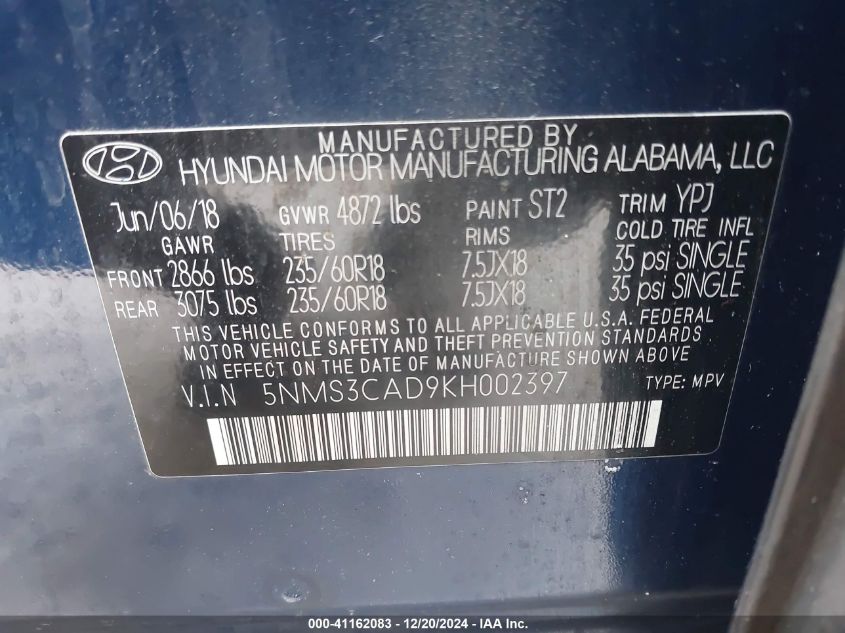 MANUFACTURED BY
HYUNDAI MOTOR MANUFACTURING ALABAMA, LLC
Jun/06/18 GVWR 4872 lbs PAINT ST2 TRIM YPJ
GAWR TIRES RIMS COLD TIRE INFL
FRONT 2866 lbs 235/60R18 7.5JX18 35 psi SINGLE
REAR 3075 lbs 235/60R18 7.5JX18 35 psi SINGLE
THIS VEHICLE CONFORMS TO ALL APPLICABLE U.S.A. FEDERAL
MOTOR VEHICLE SAFETY AND THEFT PREVENTION STANDARDS
IN EFFECT ON THE DATE OF MANUFACTURE SHOWN ABOVE.
V.I.N 5NMS3CAD9KH002397 TYPE: MPV
000-41162083 - 12/20/2024 - IAA Inc.